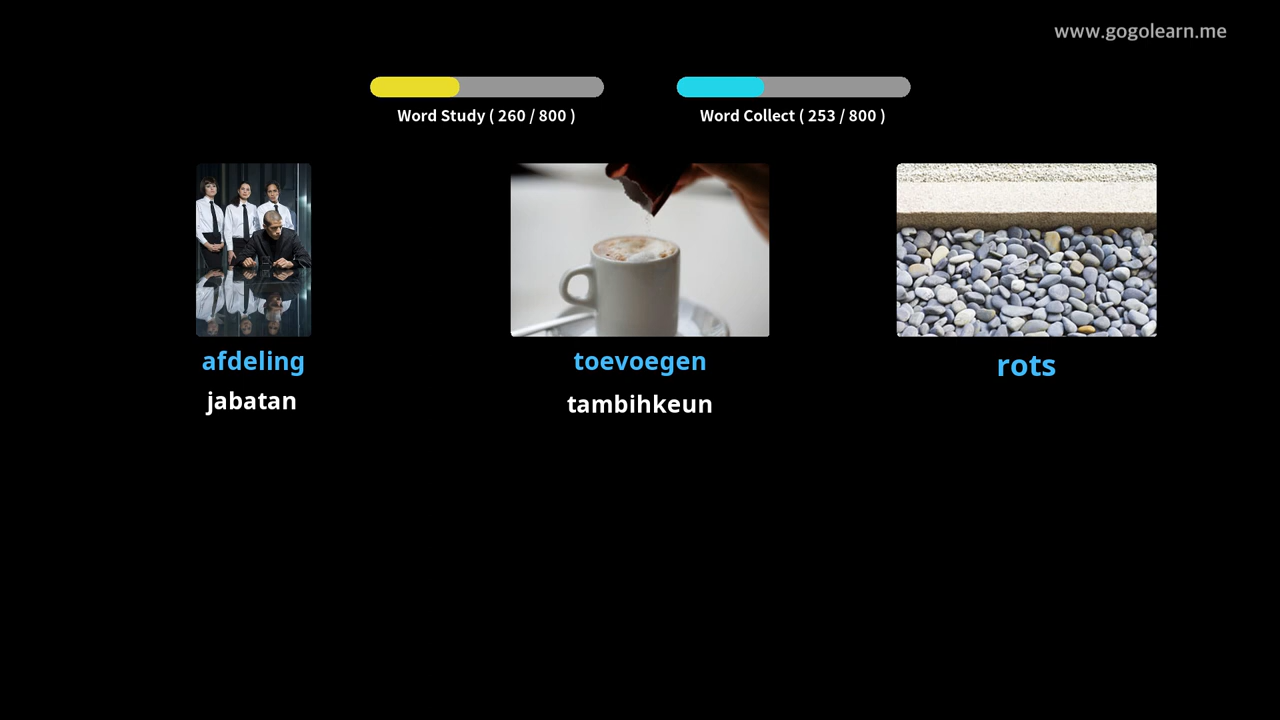 www.gogolearn.me
Word Study ( 260 / 800 )
Word Collect ( 253 / 800 )
afdeling
jabatan
toevoegen
tambihkeun
rots